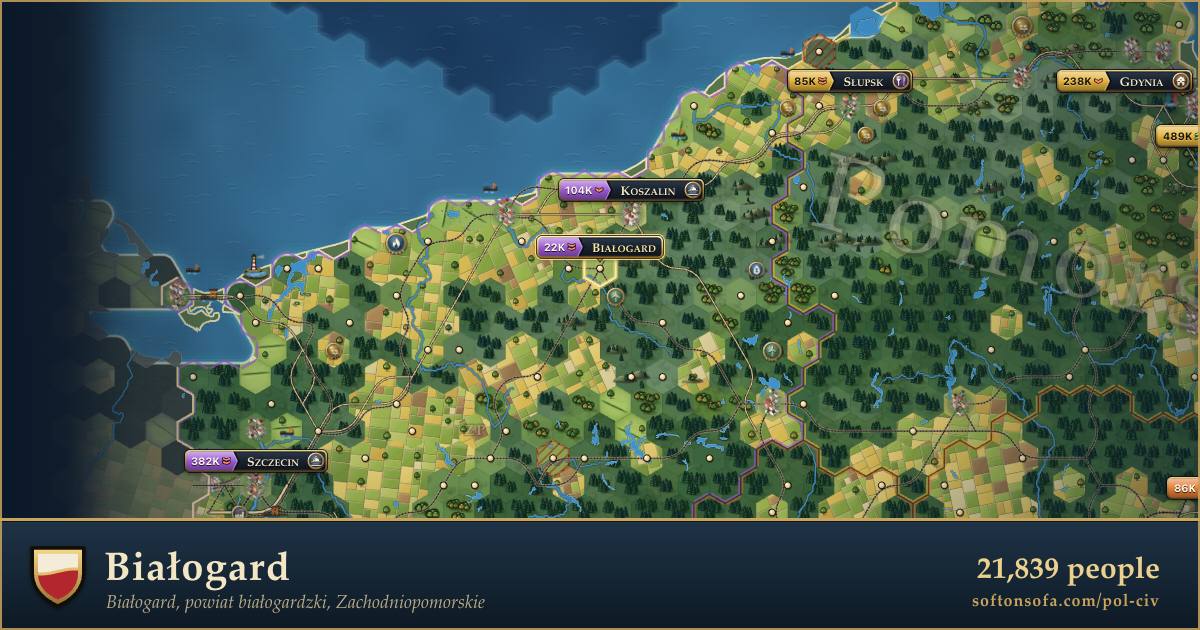 85K SŁUPSK
238K GDYNIA
489K
Pomors
104K KOSZALIN
22K BIAŁOGARD
382K SZCZECIN
86K
Białogard
Białogard, powiat białogardzki, Zachodniopomorskie
21,839 people
softonsofa.com/pol-civ